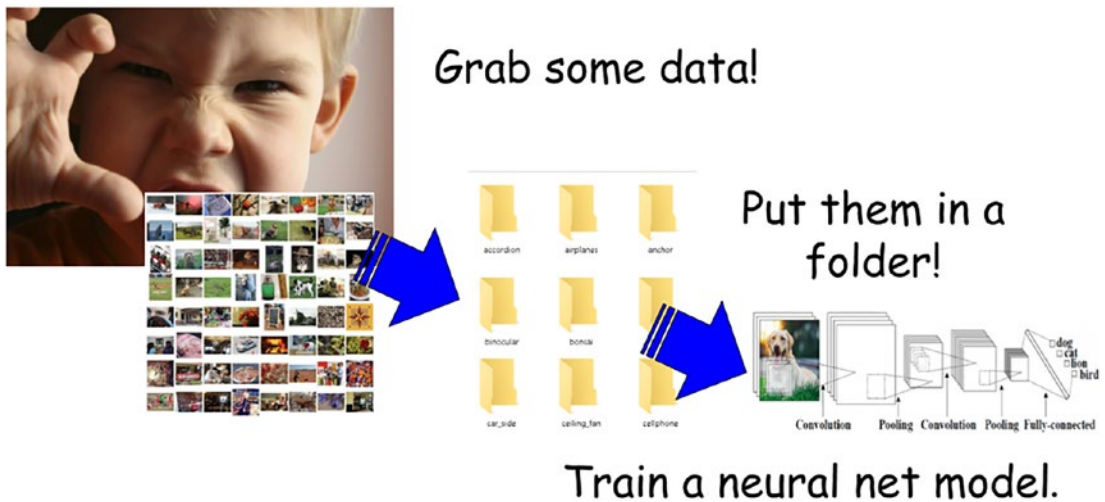 Grab some data!
Put them in a
folder!
accordion
airplanes
anchor
binocular
bonsai
car_side
ceiling_fan
cellphone
dog
cat
lion
bird
Convolution
Pooling
Convolution
Pooling
Fully-connected
Train a neural net model.